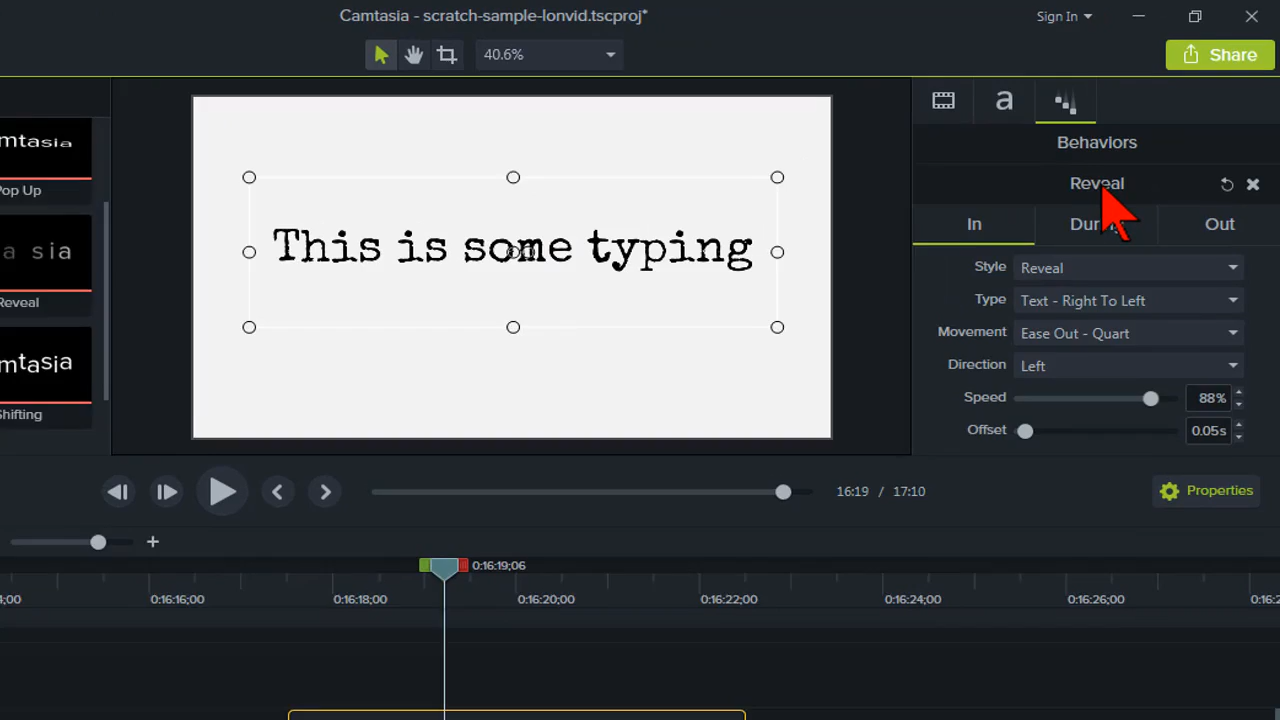 Camtasia - scratch-sample-lonvid.tscproj*
Sign In
40.6%
Share
mtasia
Pop Up
a sia
Reveal
mtasia
Shifting
This is some typing
a
Behaviors
Reveal
In
Out
Style Reveal
Type Text - Right To Left
Movement Ease Out - Quart
Direction Left
Speed 88%
Offset 0.05s
16:19 / 17:10
Properties
0:16:19;06
4;00
0:16:16;00
0:16:18;00
0:16:20;00
0:16:22;00
0:16:24;00
0:16:26;00
0:16:2